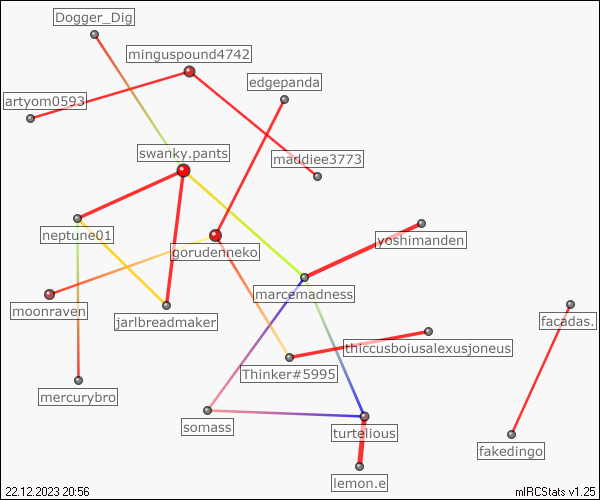 Dogger_Dig
minguspound4742
edgepanda
artyom0593
swanky.pants
maddiee3773
neptune01
gorudenneko
yoshimanden
marcemadness
moonraven
jarlbreadmaker
facadas.
thiccusboiusalexusjoneus
Thinker#5995
mercurybro
somass
turtelious
fakedingo
lemon.e
22.12.2023 20:56
mIRCStats v1.25